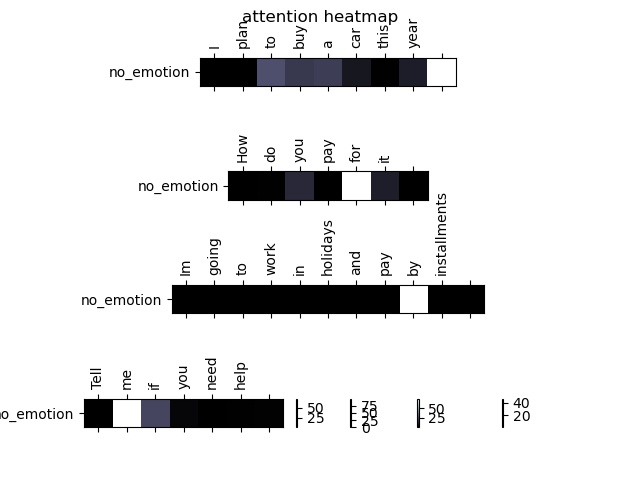 attention heatmap
I plan to buy a car this year
no_emotion
How do you pay for it
no_emotion
Im going to work in holidays and pay by installments
no_emotion
Tell me if you need help
no_emotion
50 25
75 50 25 0
50 25
40 20